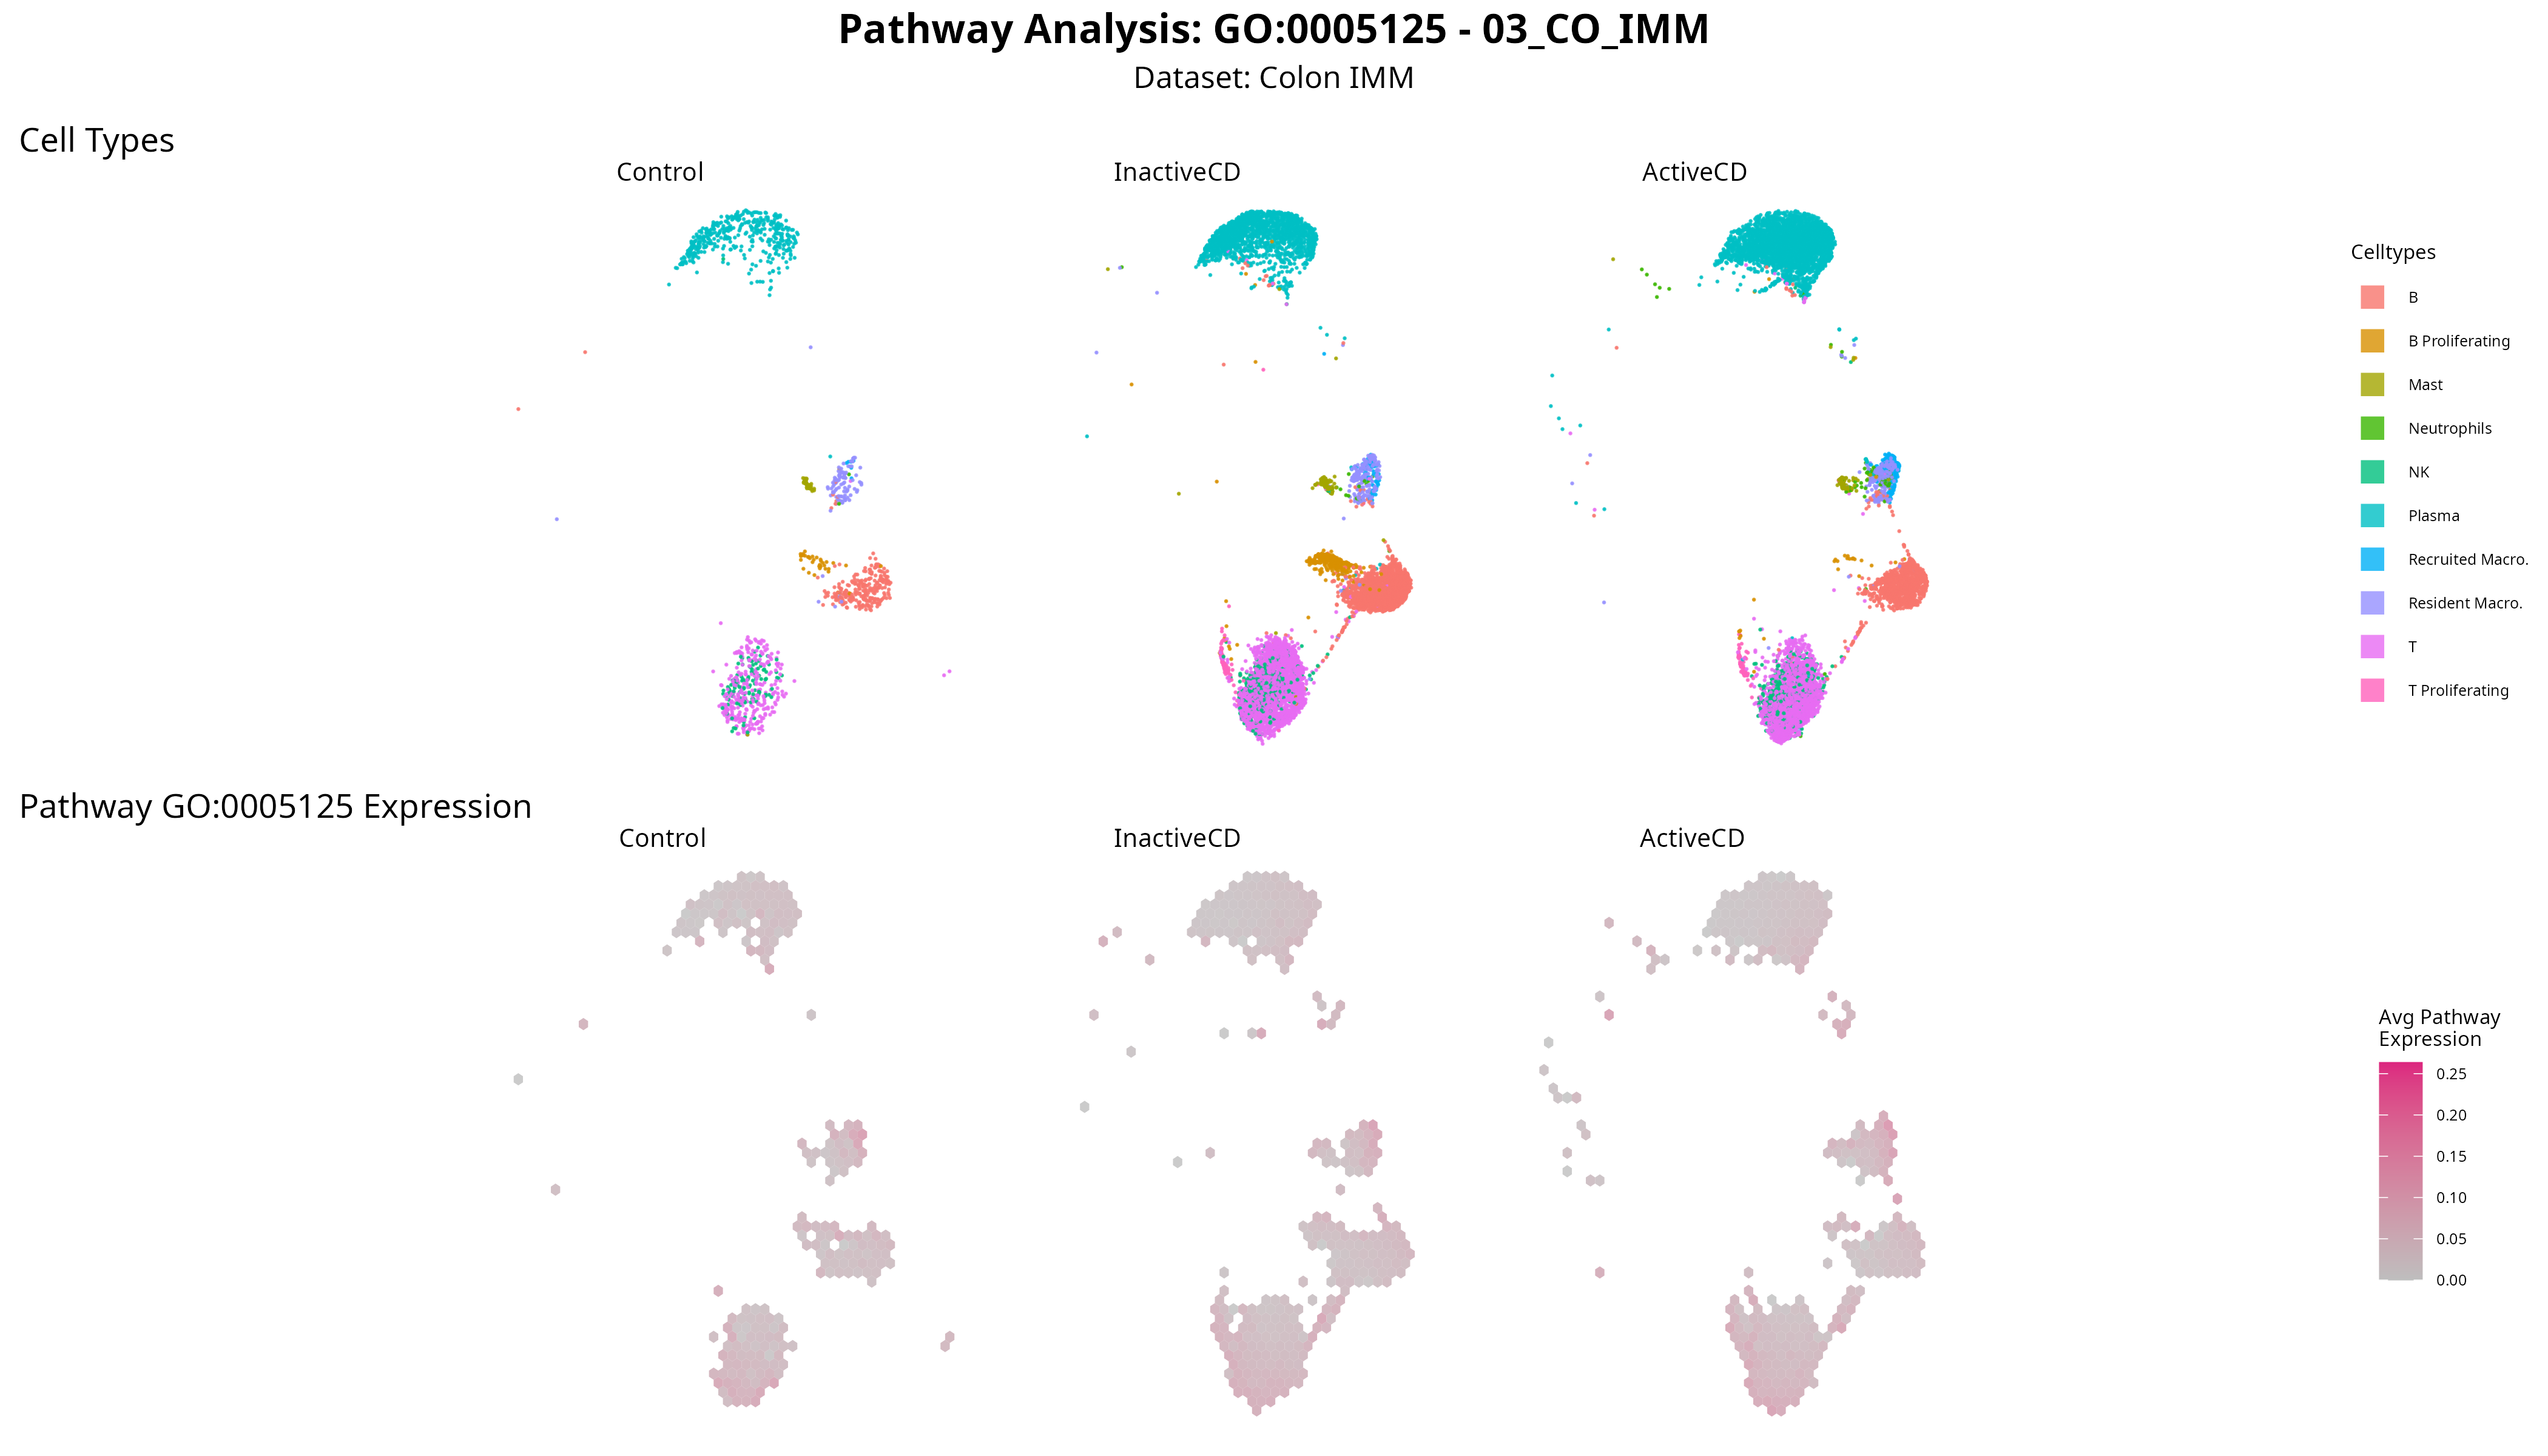 Pathway Analysis: GO:0005125 - 03_CO_IMM
Dataset: Colon IMM
Cell Types
Control
InactiveCD
ActiveCD
Celltypes
B
B Proliferating
Mast
Neutrophils
NK
Plasma
Recruited Macro.
Resident Macro.
T
T Proliferating
Pathway GO:0005125 Expression
Control
InactiveCD
ActiveCD
Avg Pathway
Expression
0.25
0.20
0.15
0.10
0.05
0.00